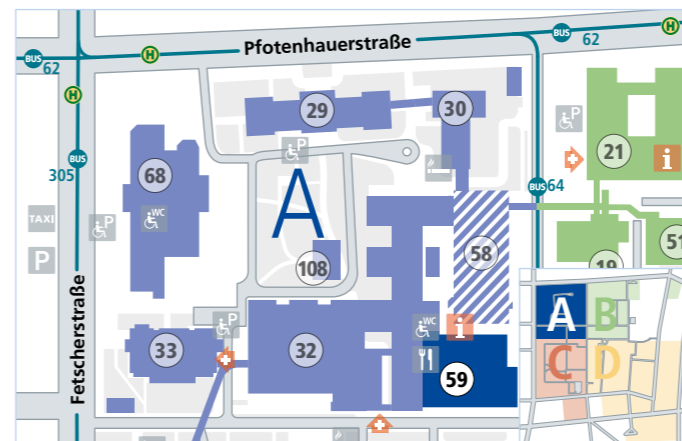 Pfotenhauerstraße
H
BUS
62
BUS
62
H
H
29
30
P
21
i
BUS
305
68
P
BUS
64
A
WC
P
TAXI
P
108
58
51
19
Fetscherstraße
P
WC
i
33
32
59
A
B
C
D